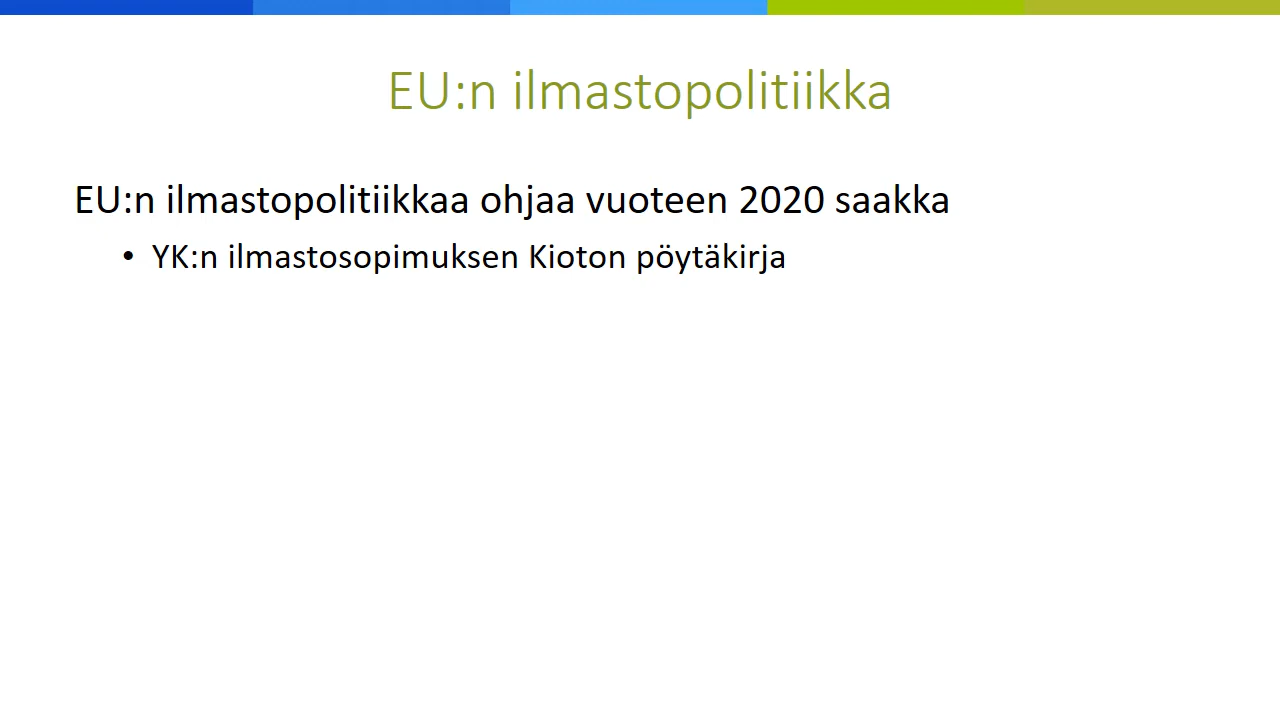 EU:n ilmastopolitiikka
EU:n ilmastopolitiikkaa ohjaa vuoteen 2020 saakka
• YK:n ilmastosopimuksen Kioton pöytäkirja